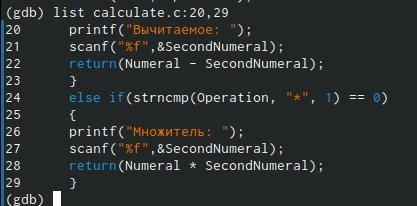 (gdb) list calculate.c:20,29
20 printf("Вычитаемое: ");
21 scanf("%f",&SecondNumeral);
22 return(Numeral - SecondNumeral);
23 }
24 else if(strncmp(Operation, "*", 1) == 0)
25 {
26 printf("Множитель: ");
27 scanf("%f",&SecondNumeral);
28 return(Numeral * SecondNumeral);
29 }
(gdb)